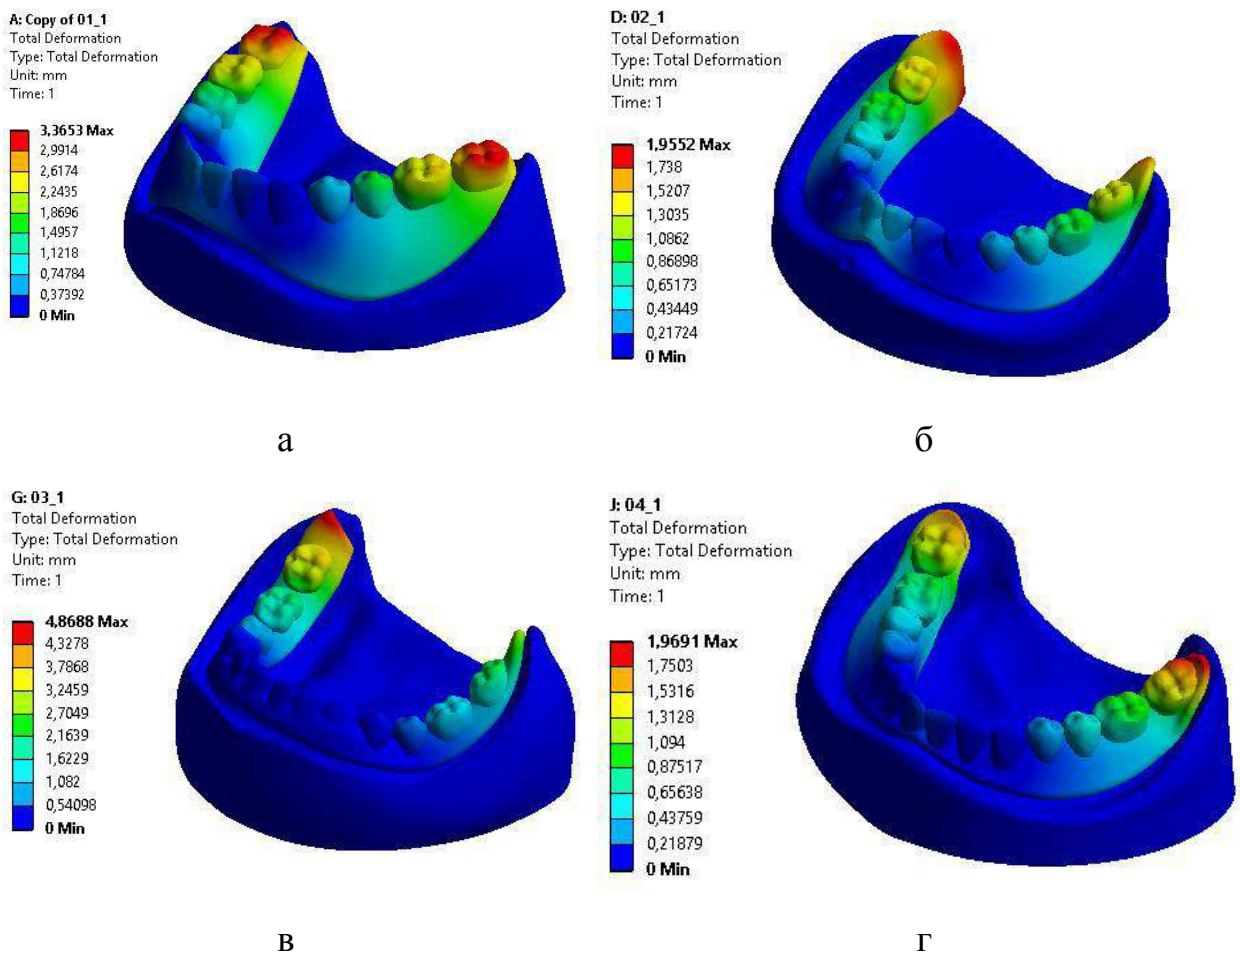 A: Copy of 01_1
Total Deformation
Type: Total Deformation
Unit: mm
Time: 1
3,3653 Max
2,9914
2,6174
2,2435
1,8696
1,4957
1,1218
0,74784
0,37392
0 Min
а
D: 02_1
Total Deformation
Type: Total Deformation
Unit: mm
Time: 1
1,9552 Max
1,738
1,5207
1,3035
1,0862
0,86898
0,65173
0,43449
0,21724
0 Min
б
G: 03_1
Total Deformation
Type: Total Deformation
Unit: mm
Time: 1
4,8688 Max
4,3278
3,7868
3,2459
2,7049
2,1639
1,6229
1,082
0,54098
0 Min
в
J: 04_1
Total Deformation
Type: Total Deformation
Unit: mm
Time: 1
1,9691 Max
1,7503
1,5316
1,3128
1,094
0,87517
0,65638
0,43759
0,21879
0 Min
г